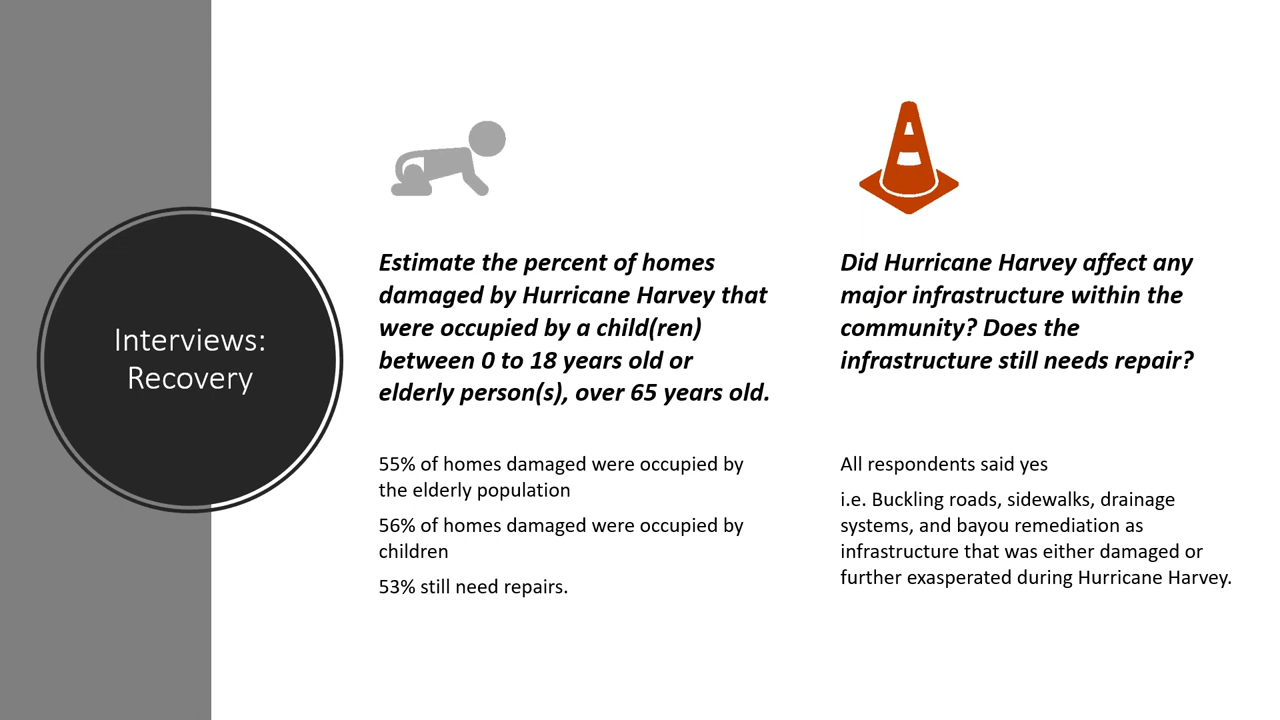 Interviews:
Recovery
Estimate the percent of homes
damaged by Hurricane Harvey that
were occupied by a child(ren)
between 0 to 18 years old or
elderly person(s), over 65 years old.
55% of homes damaged were occupied by
the elderly population
56% of homes damaged were occupied by
children
53% still need repairs.
Did Hurricane Harvey affect any
major infrastructure within the
community? Does the
infrastructure still needs repair?
All respondents said yes
i.e. Buckling roads, sidewalks, drainage
systems, and bayou remediation as
infrastructure that was either damaged or
further exasperated during Hurricane Harvey.